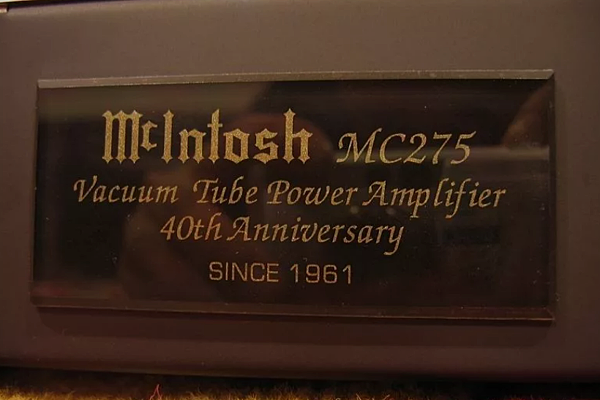 McIntosh MC275
Vacuum Tube Power Amplifier
40th Anniversary
SINCE 1961